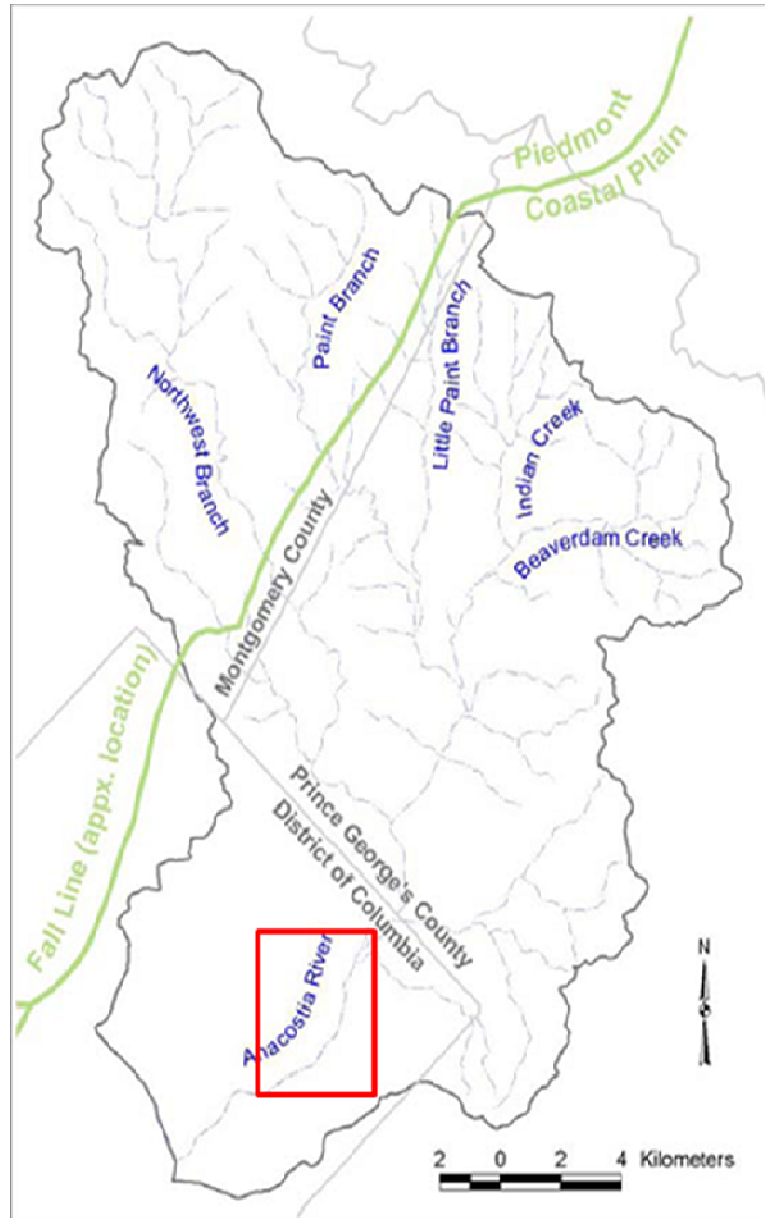 Piedmont
Coastal Plain
Paint Branch
Little Paint Branch
Northwest Branch
Indian Creek
Beaverdam Creek
Montgomery County
Fall Line (appx. location)
Prince George's County
District of Columbia
Anacostia River
N
2 0 2 4 Kilometers